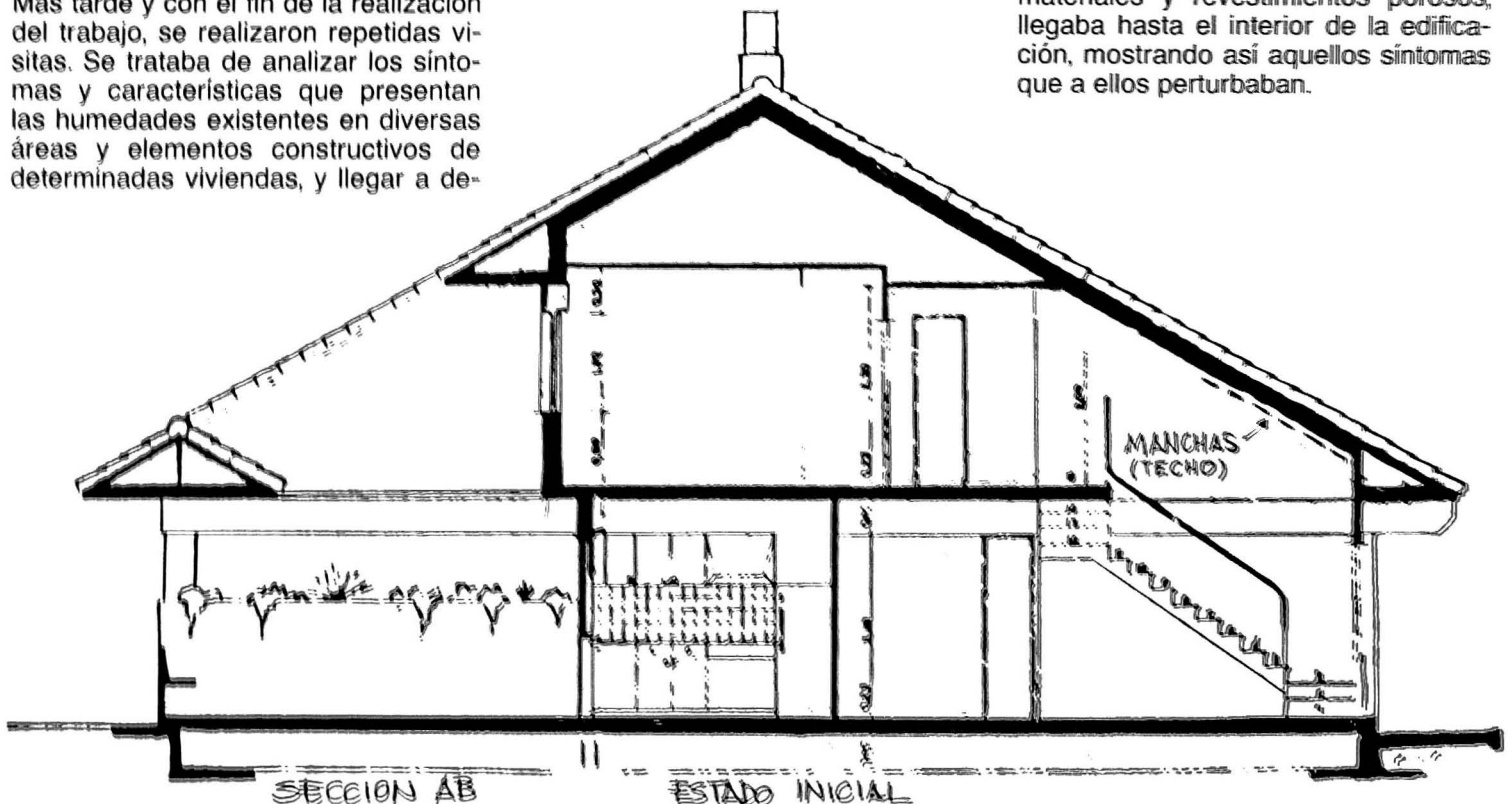 Más tarde y con el fin de la realización
del trabajo, se realizaron repetidas vi-
sitas. Se trataba de analizar los sínto-
mas y características que presentan
las humedades existentes en diversas
áreas y elementos constructivos de
determinadas viviendas, y llegar a de-
materiales y revestimientos porosos,
llegaba hasta el interior de la edifica-
ción, mostrando así aquellos síntomas
que a ellos perturbaban.
MANCHAS
(TECHO)
SECCION AB
ESTADO INICIAL